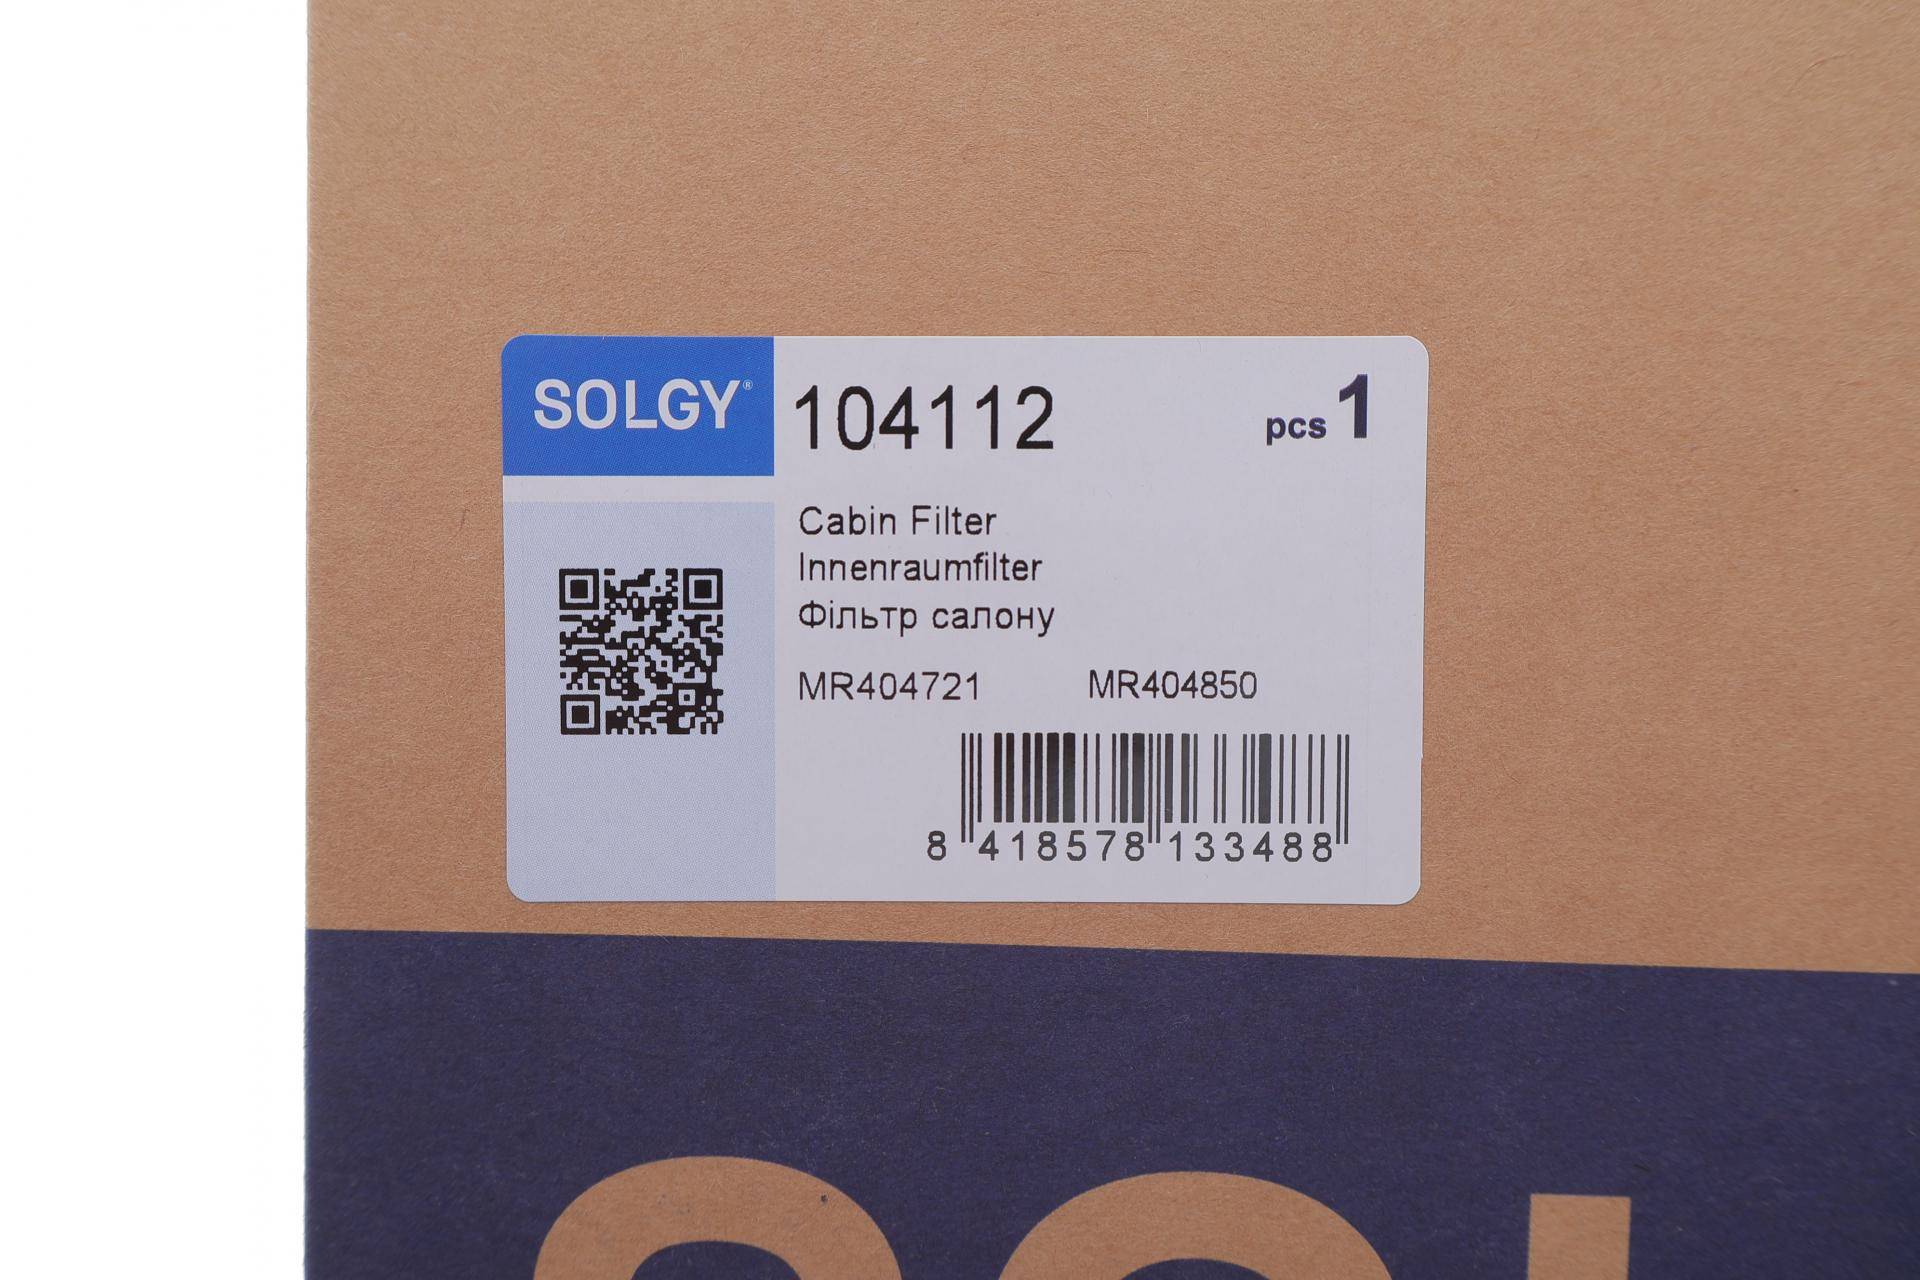 SOLGY®
104112
pcs 1
Cabin Filter
Innenraumfilter
Фільтр салону
MR404721 MR404850
8 418578 133488